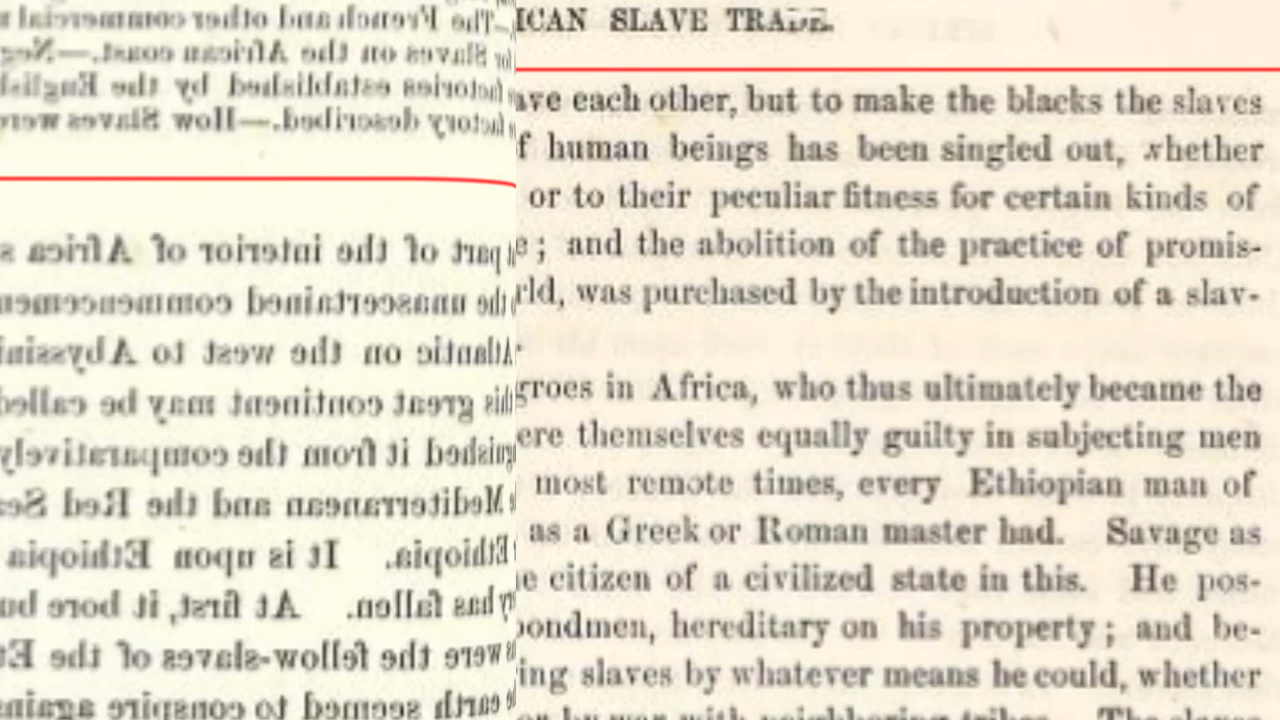 The French and other commercial
for Slaves on the African coast.—Neg
factories established by the English
factory described.—How Slaves were
part of the interior of Africa s
the unascertained commencemen
Atlantic on the west to Abyssini
this great continent may be called
guished it from the comparatively
Mediterranean and the Red Se
Ethiopia. It is upon Ethiopia
ry has fallen. At first, it bore bu
were the fellow-slaves of the Et
earth seemed to conspire agains
ICAN SLAVE TRADE.
ave each other, but to make the blacks the slaves
f human beings has been singled out, whether
or to their peculiar fitness for certain kinds of
e; and the abolition of the practice of promis-
rld, was purchased by the introduction of a slav-
groes in Africa, who thus ultimately became the
ere themselves equally guilty in subjecting men
most remote times, every Ethiopian man of
as a Greek or Roman master had. Savage as
e citizen of a civilized state in this. He pos-
bondmen, hereditary on his property; and be-
ing slaves by whatever means he could, whether
or by war with neighboring tribes. The slaves